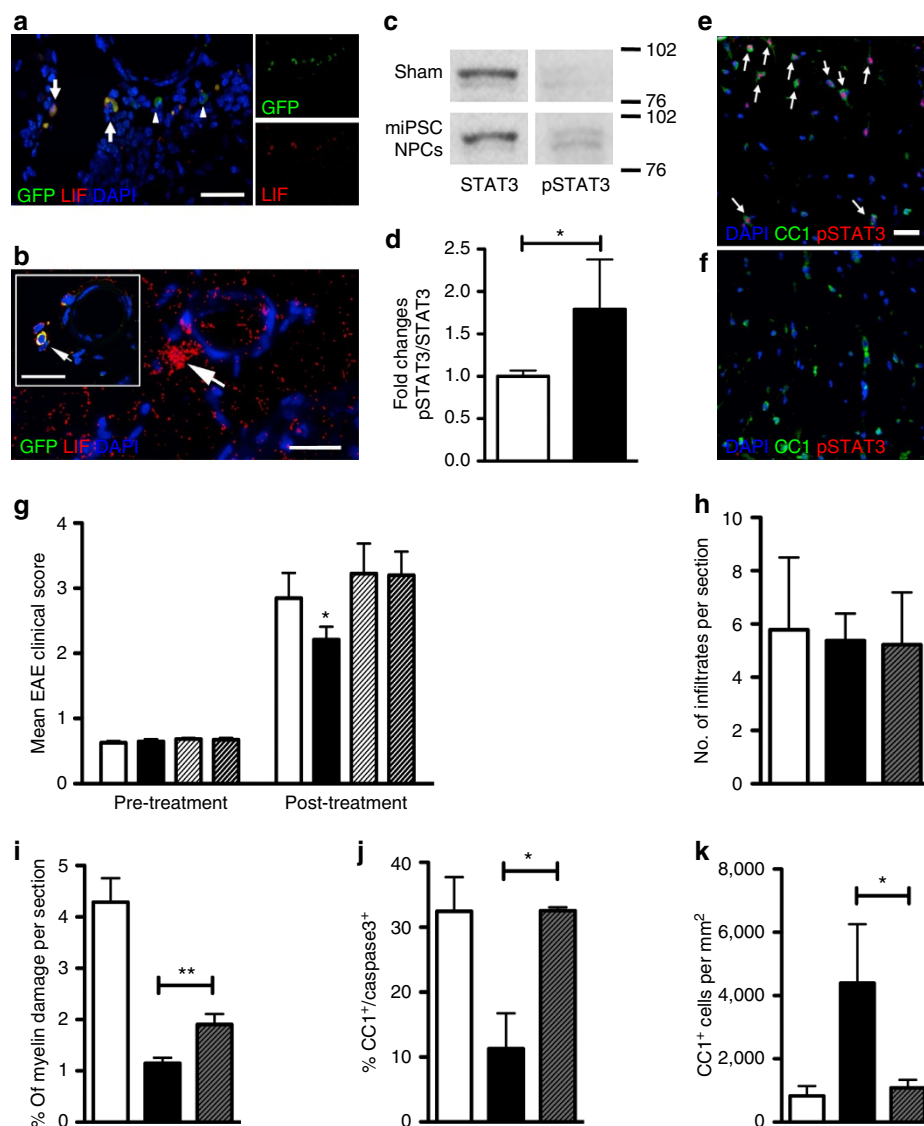 a
GFP LIF DAPI
GFP
LIF
b
GFP LIF DAPI
c
Sham
miPSC
NPCs
STAT3 pSTAT3
102
76
102
76
d
Fold changes
pSTAT3/STAT3
2.5
2.0
1.5
1.0
0.5
0.0
*
e
DAPI CC1 pSTAT3
f
DAPI CC1 pSTAT3
g
Mean EAE clinical score
4
3
2
1
0
*
Pre-treatment Post-treatment
h
No. of infiltrates per section
10
8
6
4
2
0
i
% Of myelin damage per section
5
4
3
2
1
0
**
j
% CC1+/caspase3+
40
30
20
10
0
*
k
CC1+ cells per mm2
8,000
6,000
4,000
2,000
0
*